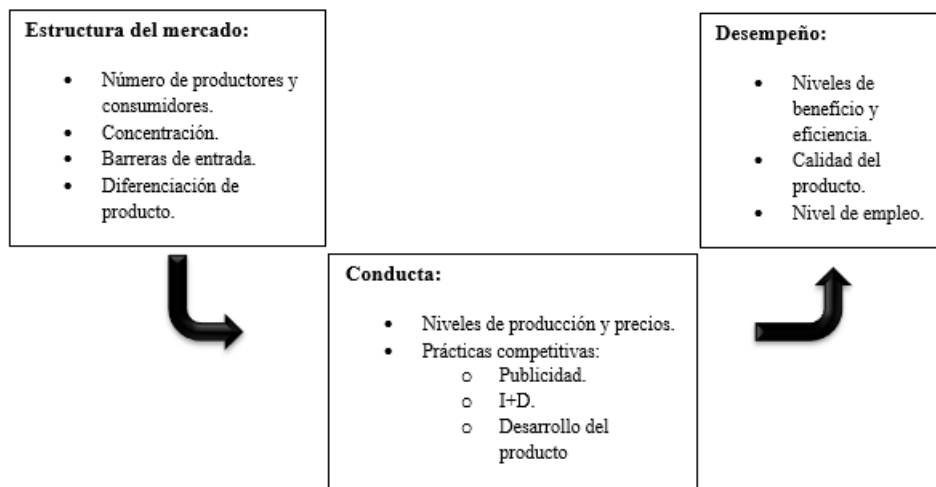 Estructura del mercado:
• Número de productores y
consumidores.
• Concentración.
• Barreras de entrada.
• Diferenciación de
producto.
Conducta:
• Niveles de producción y precios.
• Prácticas competitivas:
o Publicidad.
o I+D.
o Desarrollo del
producto
Desempeño:
• Niveles de
beneficio y
eficiencia.
• Calidad del
producto.
• Nivel de empleo.